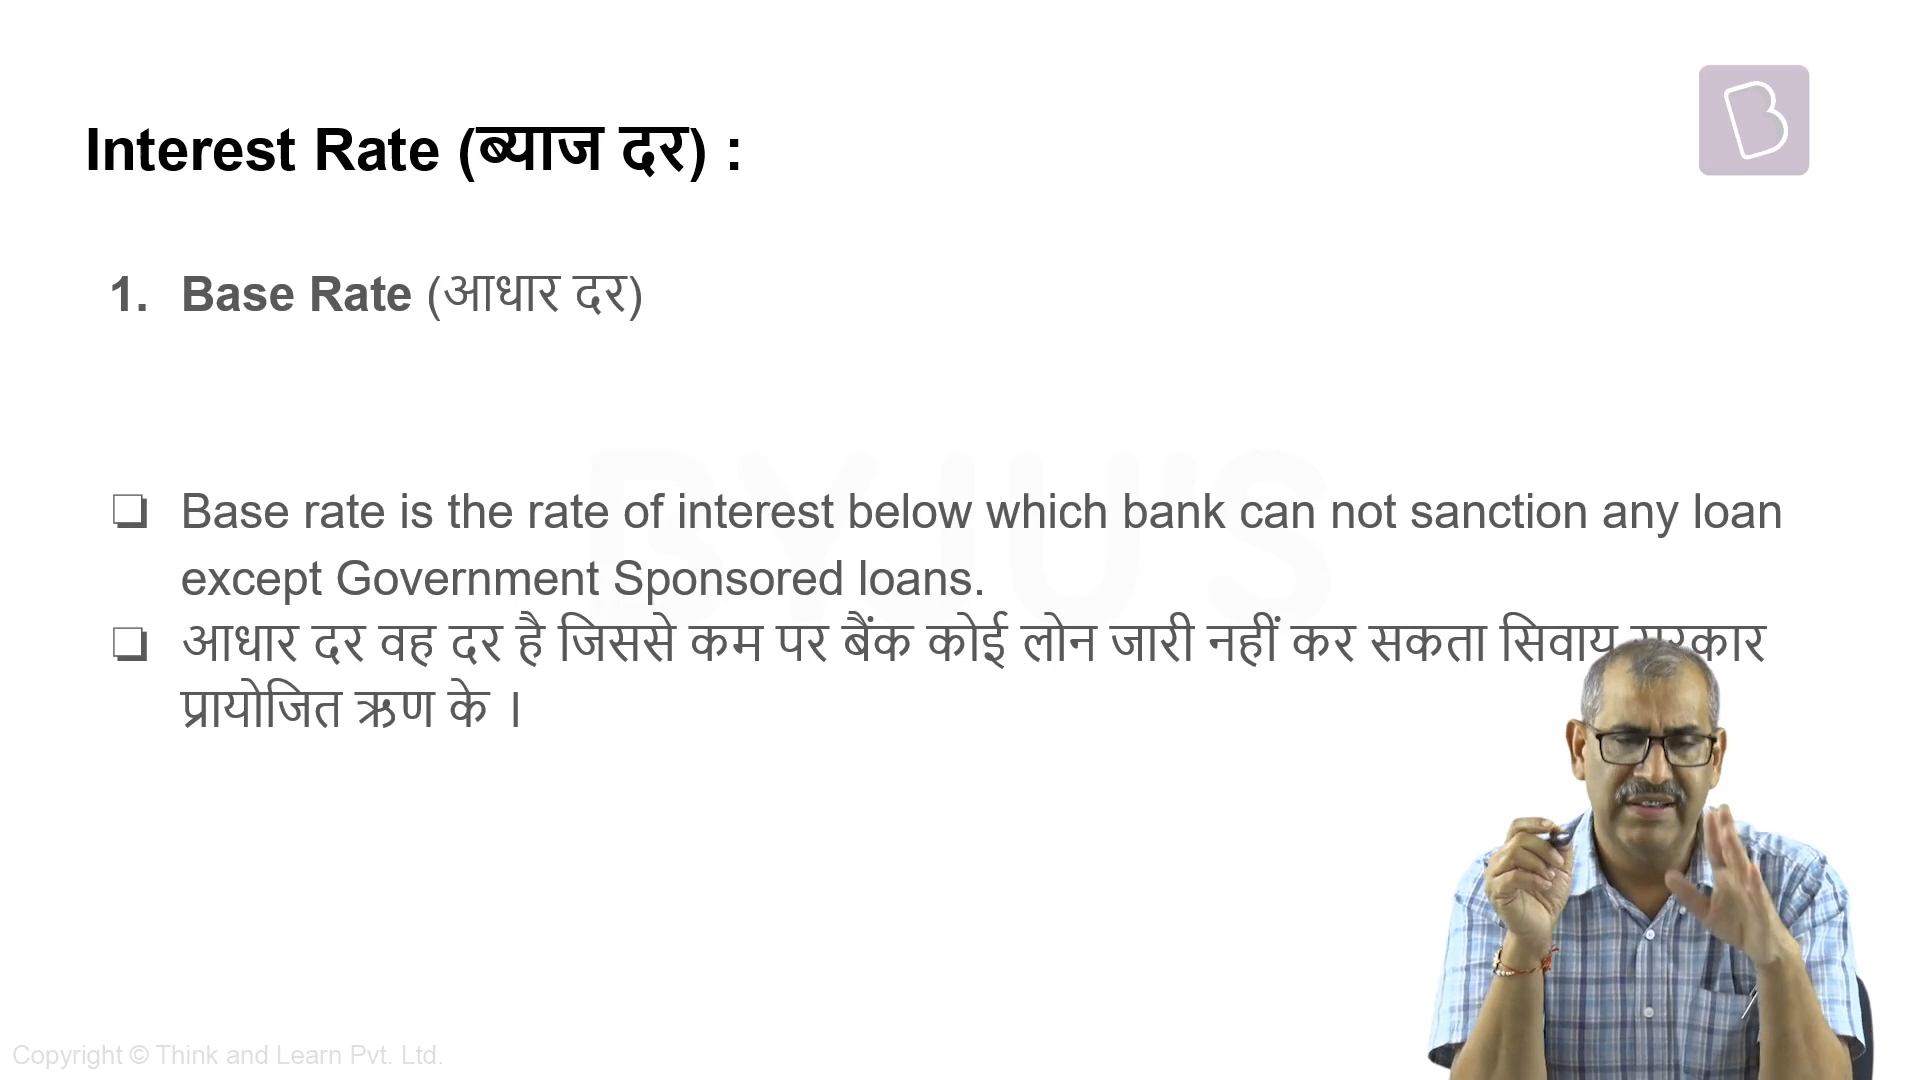 Interest Rate (ब्याज दर) :
1. Base Rate (आधार दर)
BYJU'S
❏ Base rate is the rate of interest below which bank can not sanction any loan
except Government Sponsored loans.
❏ आधार दर वह दर है जिससे कम पर बैंक कोई लोन जारी नहीं कर सकता सिवाय सरकार
प्रायोजित ऋण के ।
Copyright © Think and Learn Pvt. Ltd.